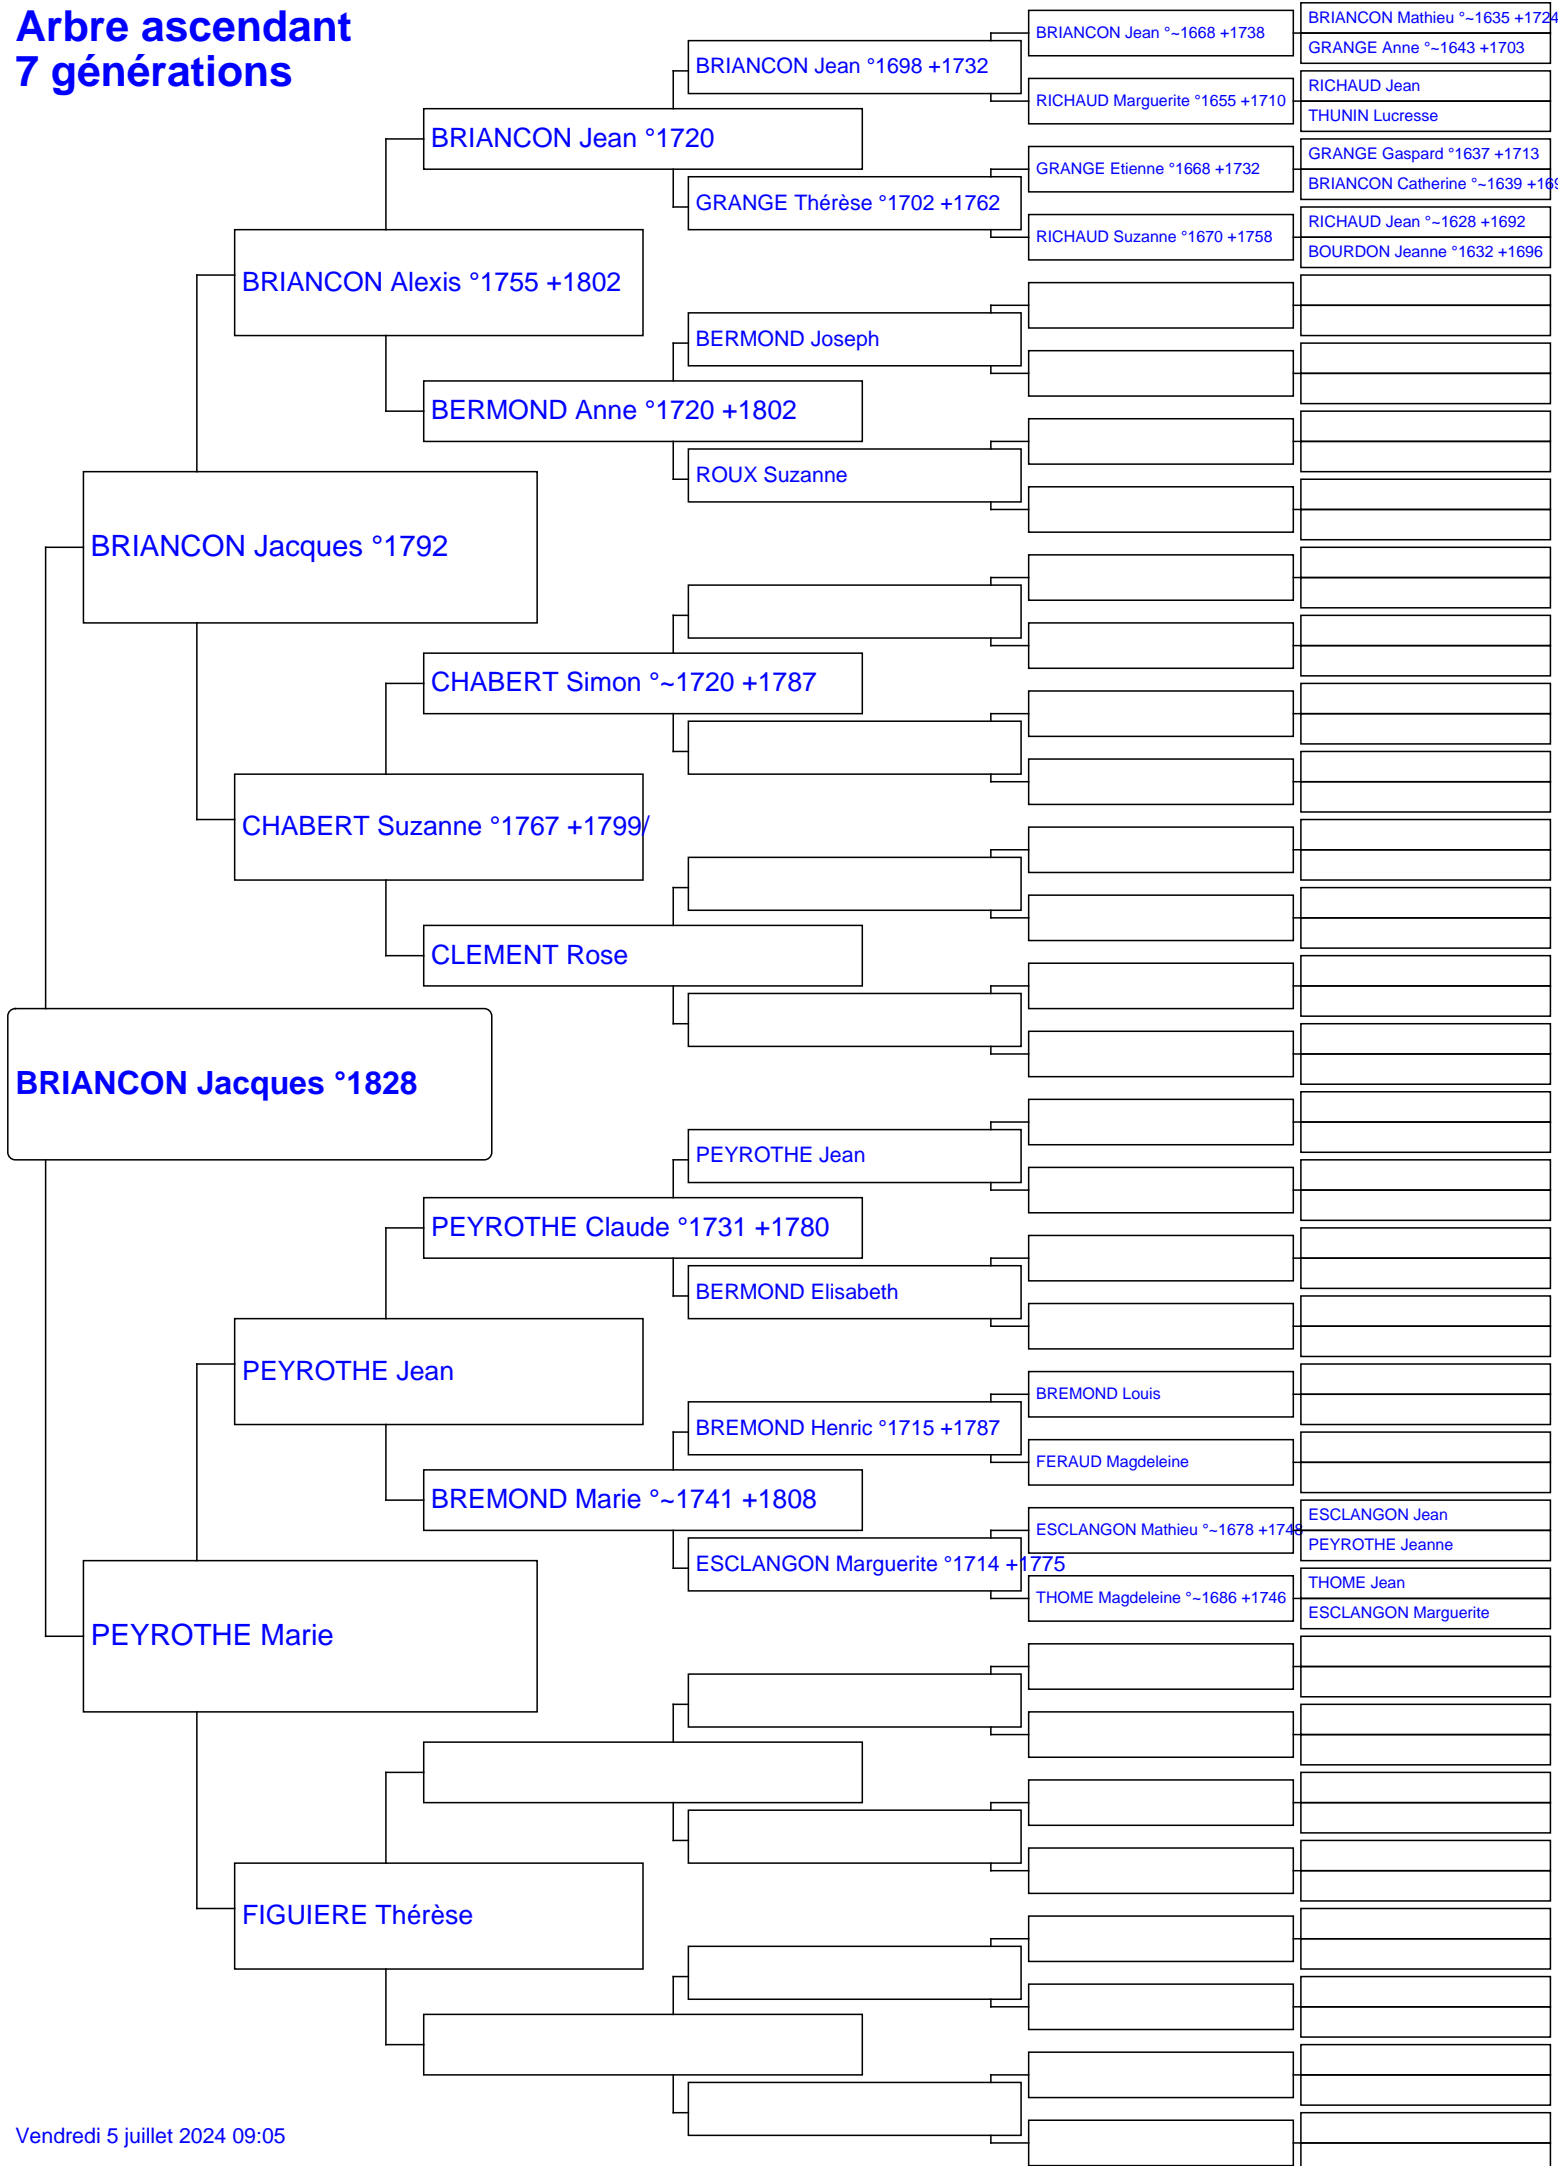 Arbre ascendant
7 générations
BRIANCON Jacques °1828
BRIANCON Jacques °1792
PEYROTHE Marie
BRIANCON Alexis °1755 +1802
CHABERT Suzanne °1767 +1799/
PEYROTHE Jean
FIGUIERE Thérèse
BRIANCON Jean °1720
BERMOND Anne °1720 +1802
CHABERT Simon °~1720 +1787
CLEMENT Rose
PEYROTHE Claude °1731 +1780
BREMOND Marie °~1741 +1808
BRIANCON Jean °1698 +1732
GRANGE Thérèse °1702 +1762
BERMOND Joseph
ROUX Suzanne
PEYROTHE Jean
BERMOND Elisabeth
BREMOND Henric °1715 +1787
ESCLANGON Marguerite °1714 +1775
BRIANCON Jean °~1668 +1738
RICHAUD Marguerite °1655 +1710
GRANGE Etienne °1668 +1732
RICHAUD Suzanne °1670 +1758
BREMOND Louis
FERAUD Magdeleine
ESCLANGON Mathieu °~1678 +1748
THOME Magdeleine °~1686 +1746
BRIANCON Mathieu °~1635 +1724
GRANGE Anne °~1643 +1703
RICHAUD Jean
THUNIN Lucresse
GRANGE Gaspard °1637 +1713
BRIANCON Catherine °~1639
RICHAUD Jean °~1628 +1692
BOURDON Jeanne °1632 +1696
ESCLANGON Jean
PEYROTHE Jeanne
THOME Jean
ESCLANGON Marguerite
Vendredi 5 juillet 2024 09:05